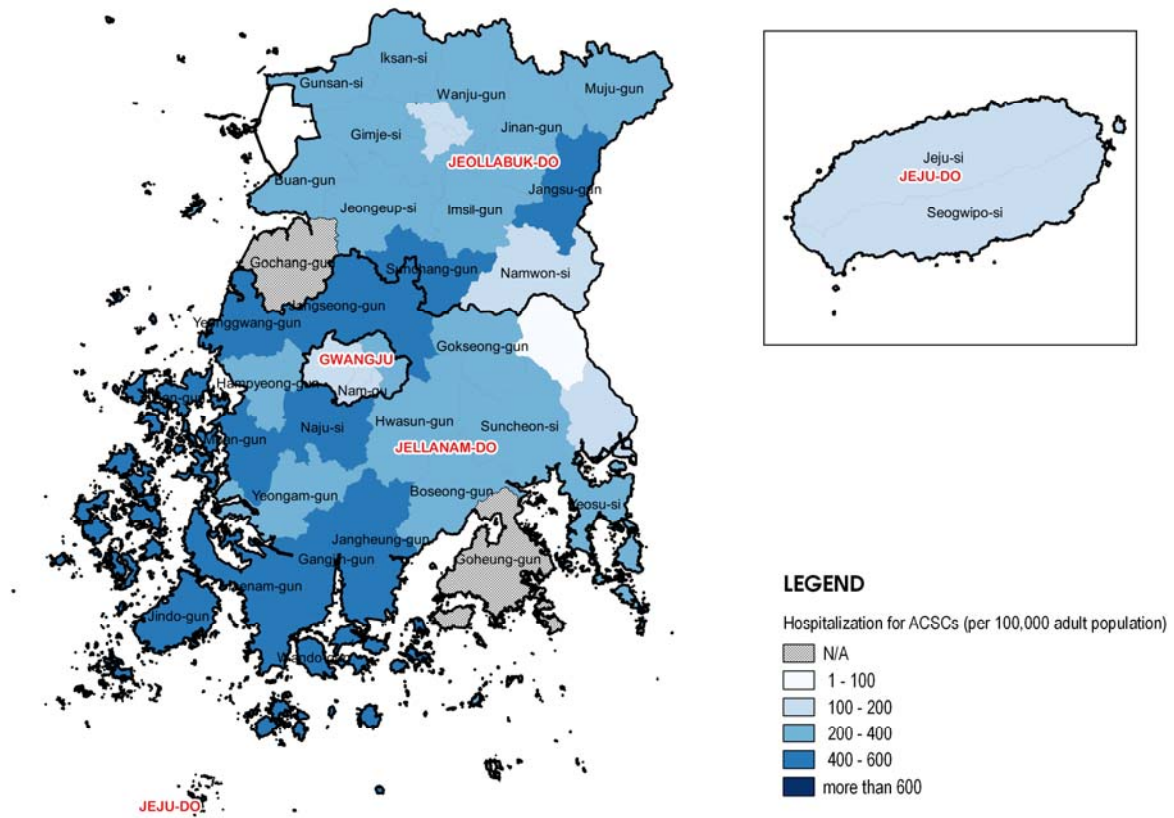 Iksan-si
Gunsan-si
Wanju-gun
Muju-gun
Gimje-si
Jinan-gun
JEOLLABUK-DO
Buan-gun
Jangsu-gun
Jeongeup-si
Imsil-gun
Gochang-gun
Sunchang-gun
Namwon-si
Jangseong-gun
Yeonggwang-gun
Gokseong-gun
GWANGJU
Hampyeong-gun
Nam-gu
Naju-si
Hwasun-gun
Suncheon-si
JELLANAM-DO
Yeongam-gun
Boseong-gun
Yeosu-si
Jangheung-gun
Gangjin-gun
Goheung-gun
Haenam-gun
Jindo-gun
JEJU-DO
Jeju-si
JEJU-DO
Seogwipo-si
LEGEND
Hospitalization for ACSCs (per 100,000 adult population)
N/A
1 - 100
100 - 200
200 - 400
400 - 600
more than 600